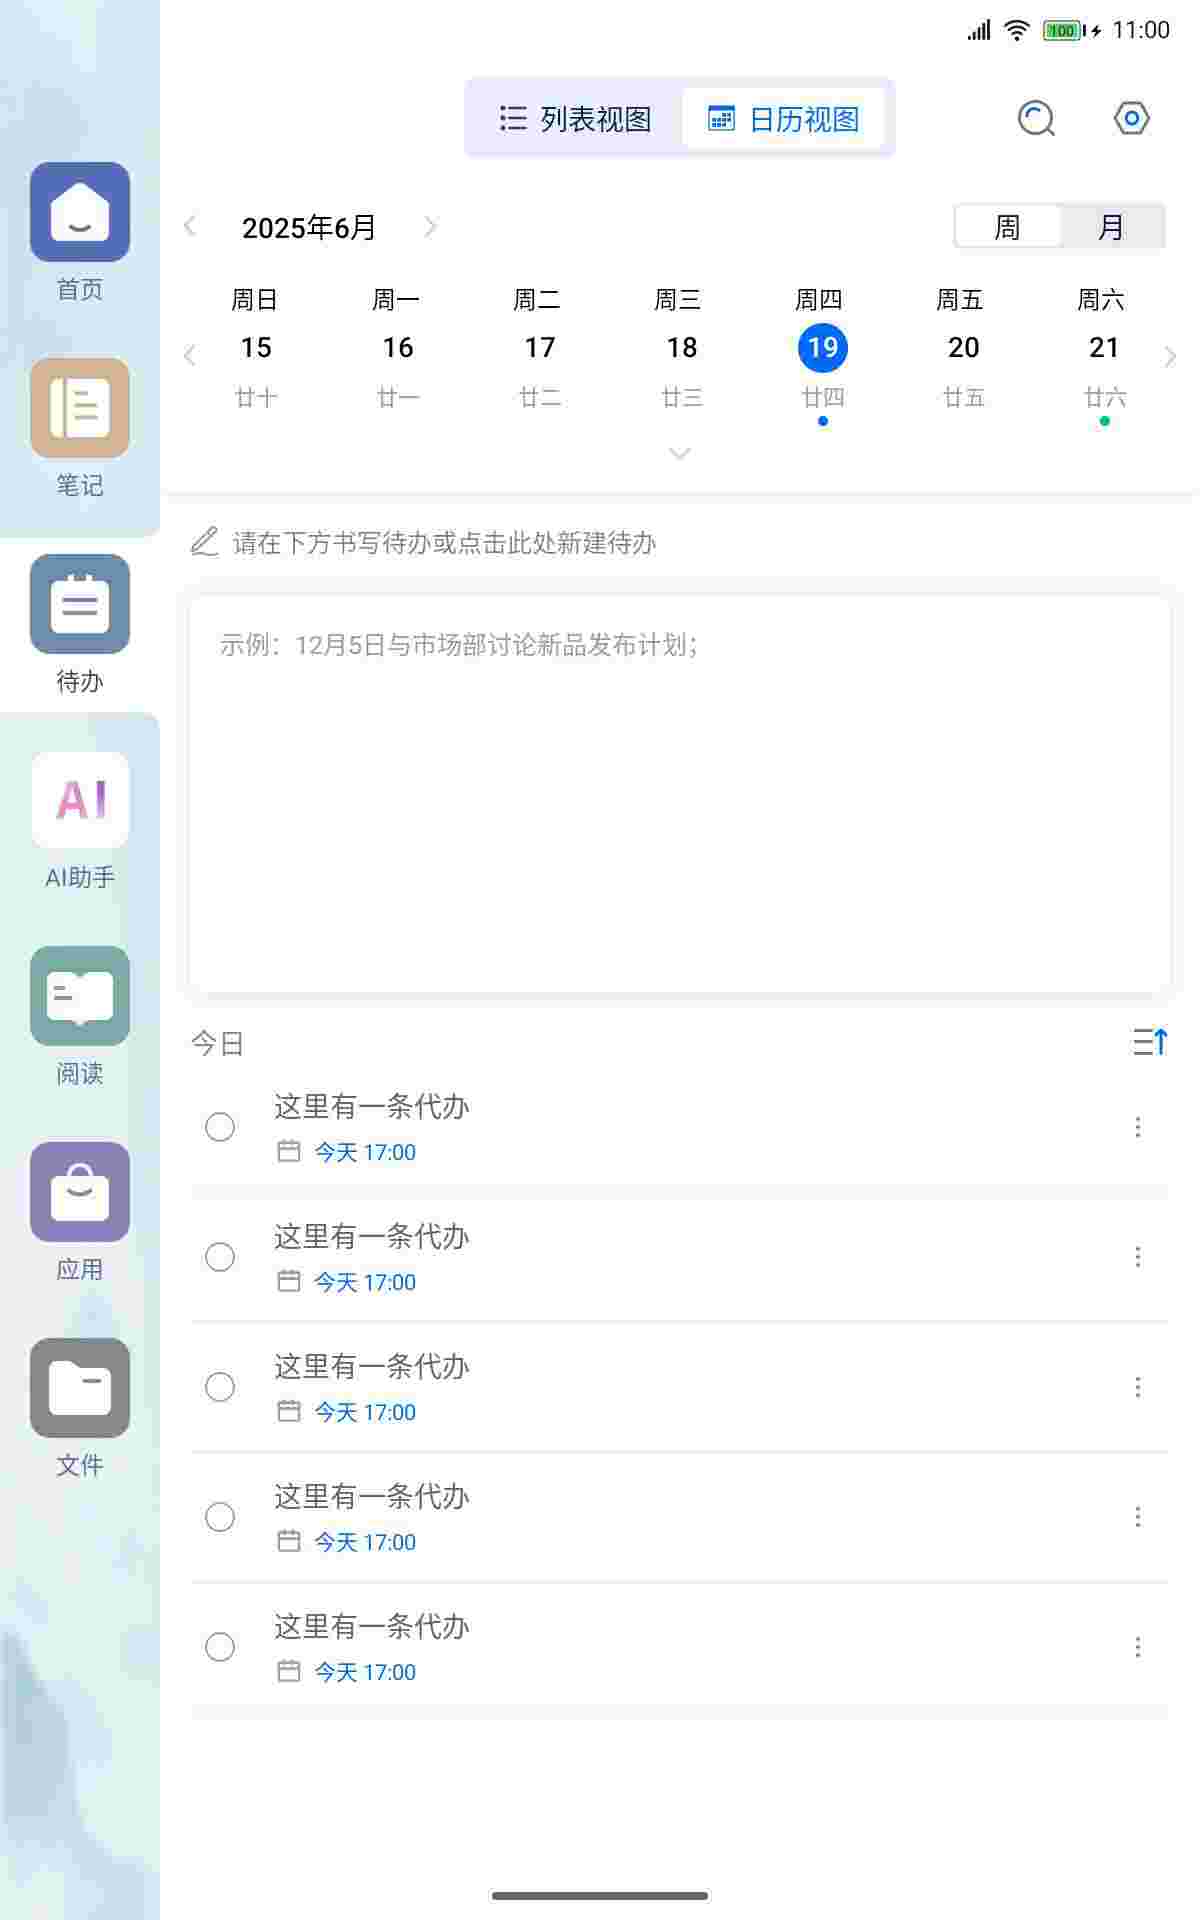 100 11:00
列表视图 日历视图
2025年6月 周 月
周日 周一 周二 周三 周四 周五 周六
15 16 17 18 19 20 21
廿十 廿一 廿二 廿三 廿四 廿五 廿六
请在下方书写待办或点击此处新建待办
示例：12月5日与市场部讨论新品发布计划；
今日
这里有一条代办
今天 17:00
这里有一条代办
今天 17:00
这里有一条代办
今天 17:00
这里有一条代办
今天 17:00
这里有一条代办
今天 17:00
首页
笔记
待办
AI
AI助手
阅读
应用
文件